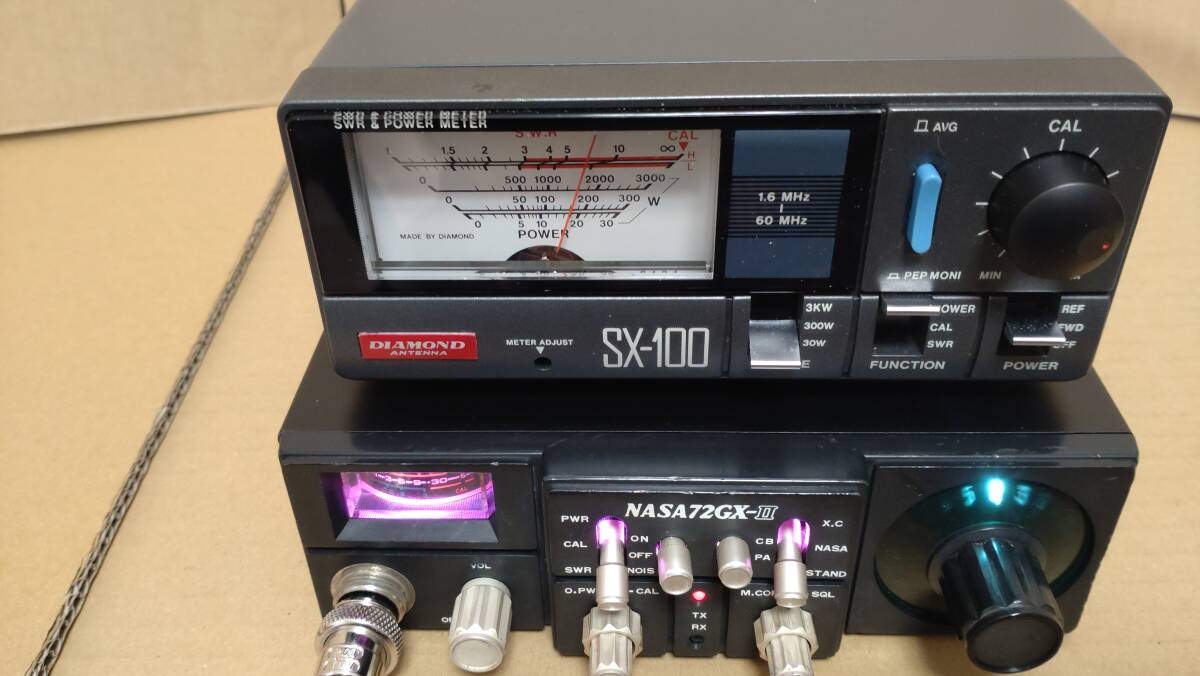 SWR & POWER METER
S W.R
CAL
1 1.5 2 3 4 5 10 ∞
H
L
0 500 1000 2000 3000
50 100 200 300 W
0 5 10 20 30
POWER
MADE BY DIAMOND
1.6 MHz
60 MHz
AVG
PEP MONI
CAL
MIN
DIAMOND
ANTENNA
METER ADJUST
SX-100
3KW
300W
30W
POWER
CAL
SWR
FUNCTION
REF
FWD
OFF
POWER
NASA72GX-II
PWR
CAL
SWR
ON
OFF
CB
PA
X.C
NASA
STAND
VOL
CAL
SQL
TX
RX